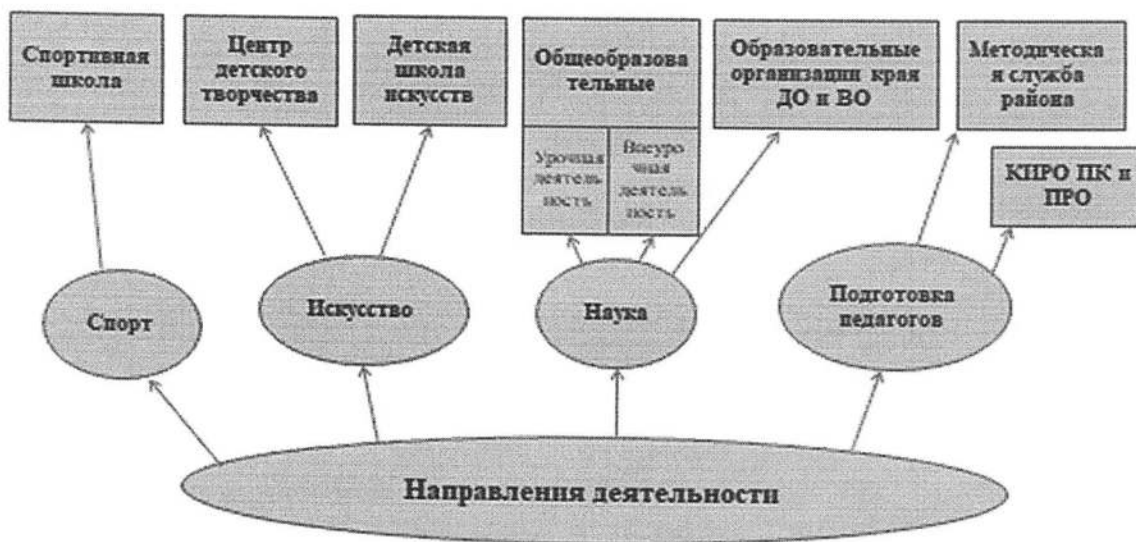 Спортивная
школа
Центр
детского
творчества
Детская
школа
искусств
Общеобразова
тельные
Урочная
деятель
ность
Внеуро
чная
деятель
ность
Образовательные
организации края
ДО и ВО
Методическа
я служба
района
КИРО ПК и
ПРО
Спорт
Искусство
Наука
Подготовка
педагогов
Направления деятельности